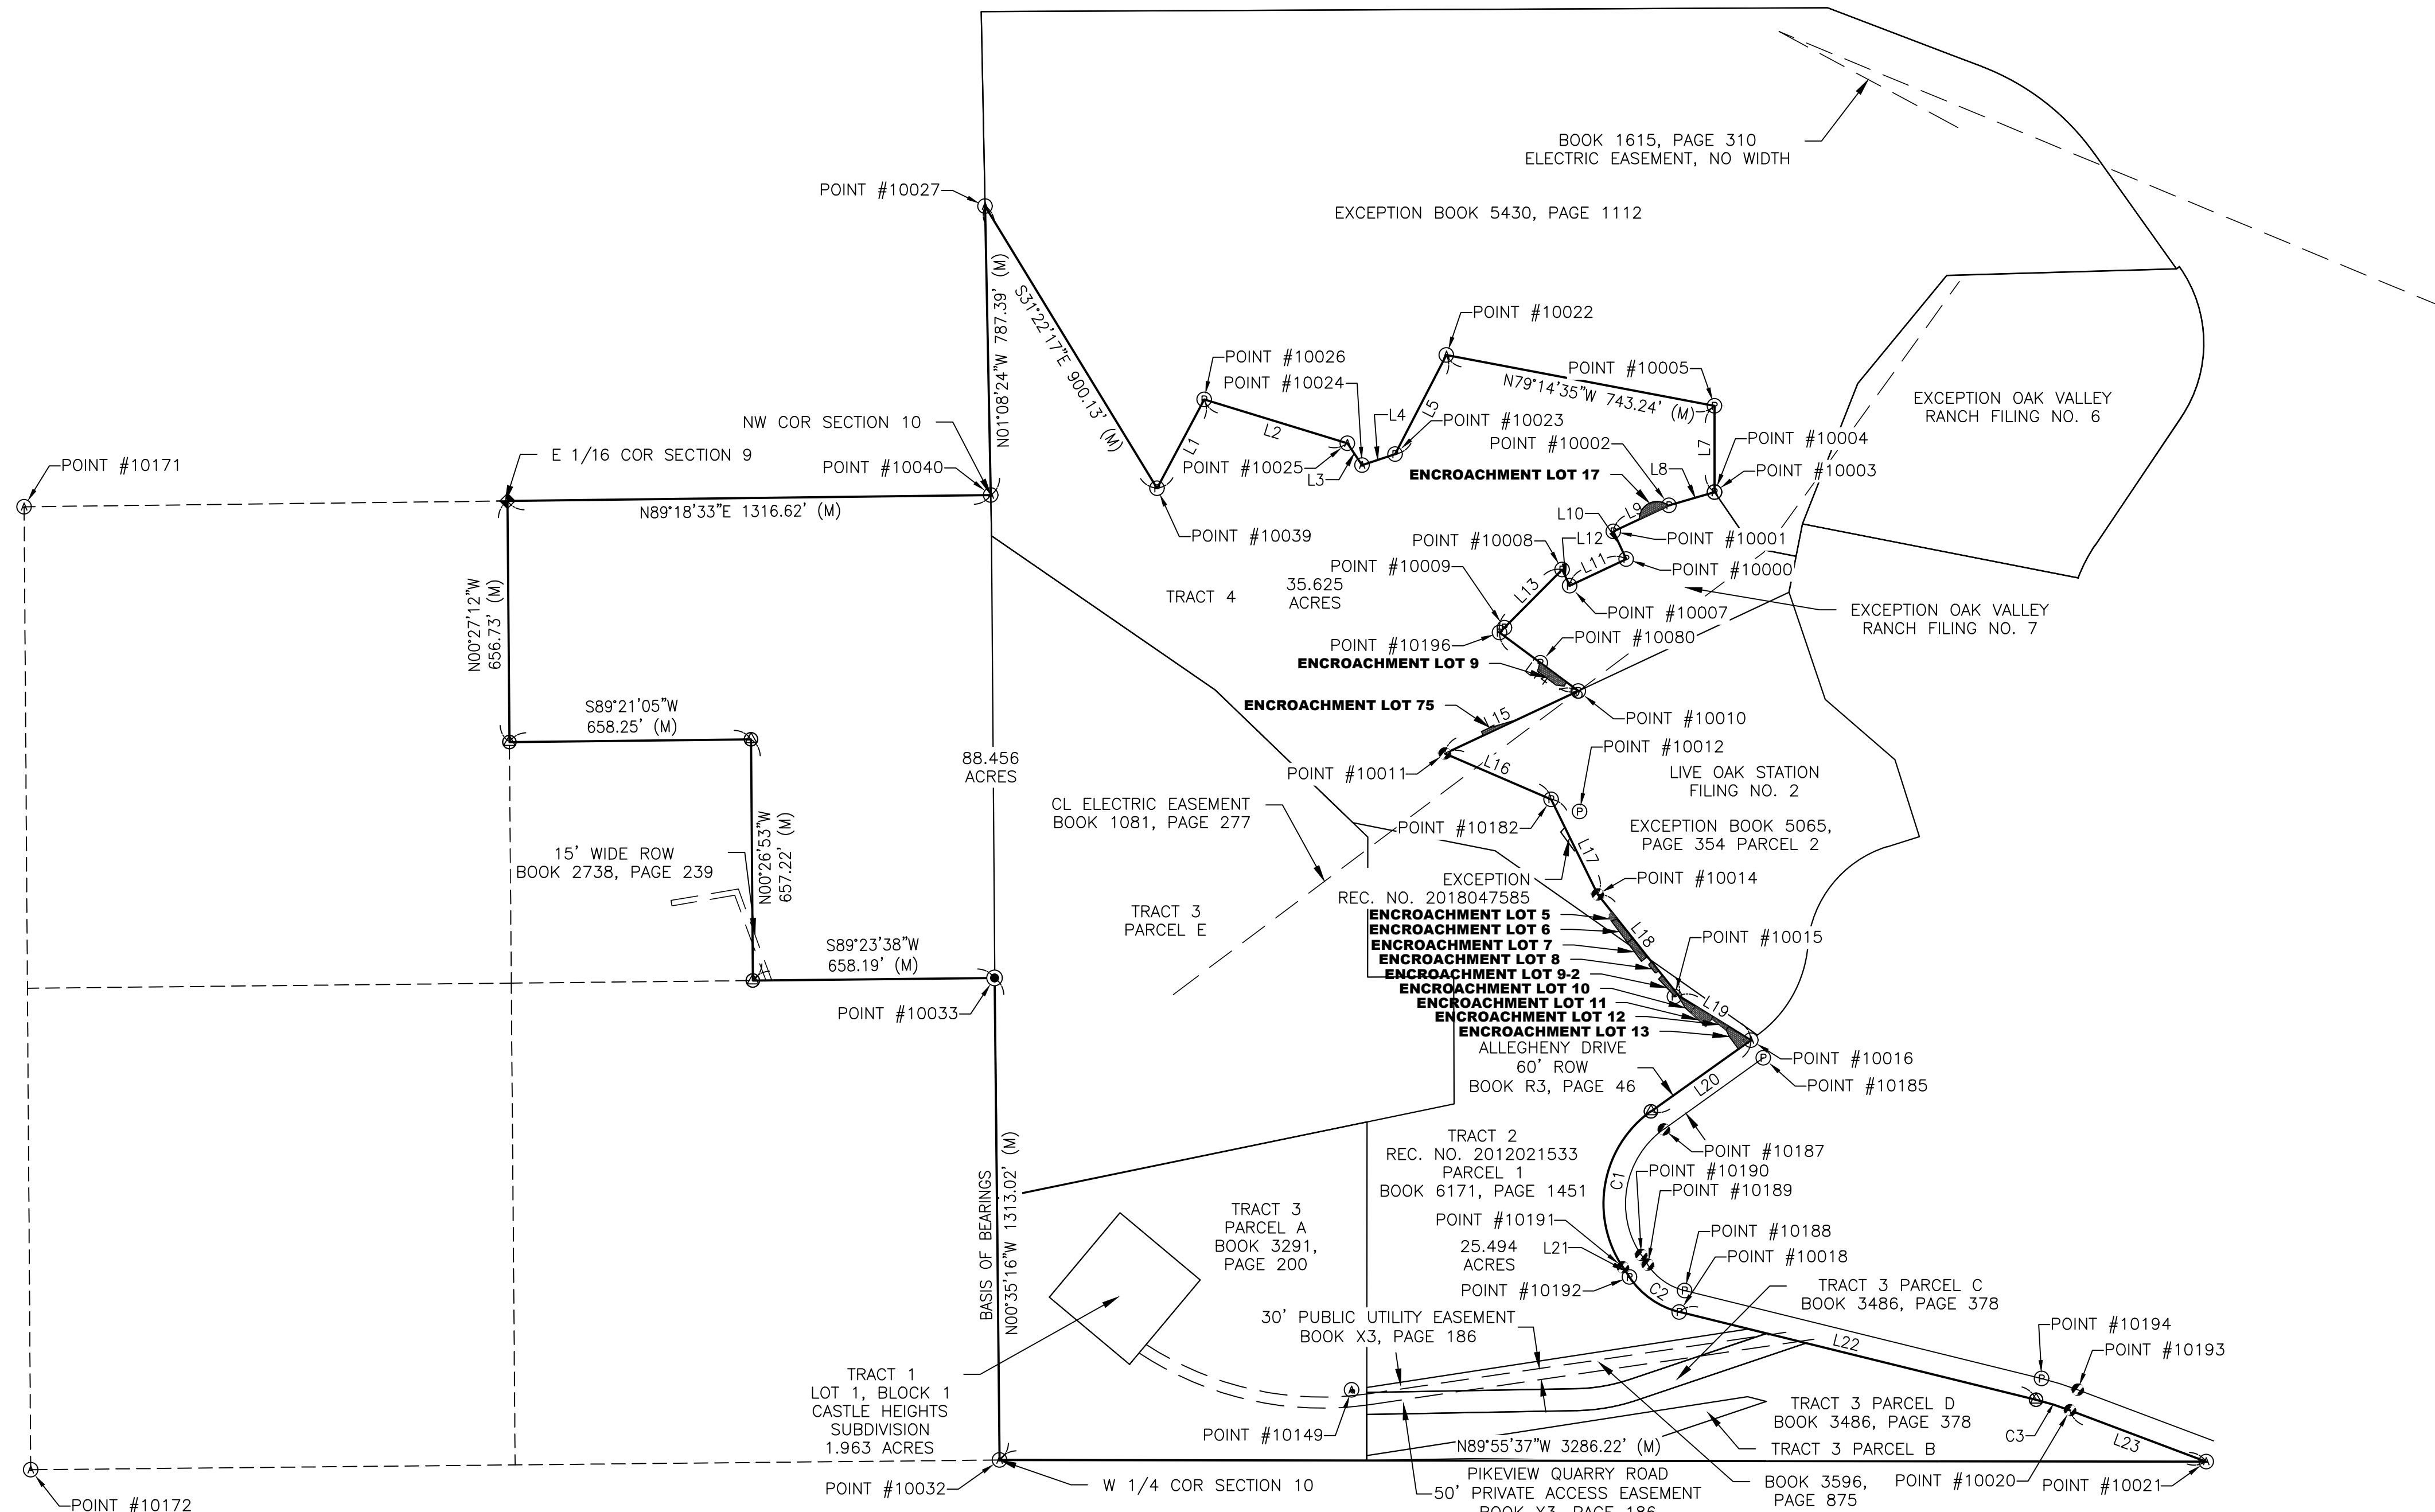 POINT #10027
BOOK 1615, PAGE 310
ELECTRIC EASEMENT, NO WIDTH
EXCEPTION BOOK 5430, PAGE 1112
N01°08'24"W 787.39' (M)
S31°22'17"E 900.13' (M)
POINT #10022
POINT #10026
POINT #10024
POINT #10005
N79°14'35"W 743.24' (M)
EXCEPTION OAK VALLEY
RANCH FILING NO. 6
L1
L2
L3
L4
L5
L7
NW COR SECTION 10
POINT #10023
POINT #10002
POINT #10004
POINT #10003
POINT #10171
E 1/16 COR SECTION 9
POINT #10040
POINT #10025
ENCROACHMENT LOT 17
L8
L9
L10
N89°18'33"E 1316.62' (M)
POINT #10039
POINT #10008
L12
POINT #10001
POINT #10009
L11
POINT #10000
L13
TRACT 4
35.625
ACRES
POINT #10007
EXCEPTION OAK VALLEY
RANCH FILING NO. 7
N00°27'12"W
656.73' (M)
POINT #10196
POINT #10080
ENCROACHMENT LOT 9
S89°21'05"W
658.25' (M)
ENCROACHMENT LOT 75
L15
POINT #10010
POINT #10012
88.456
ACRES
POINT #10011
L16
LIVE OAK STATION
FILING NO. 2
CL ELECTRIC EASEMENT
BOOK 1081, PAGE 277
POINT #10182
EXCEPTION BOOK 5065,
PAGE 354 PARCEL 2
15' WIDE ROW
BOOK 2738, PAGE 239
N00°26'53"W
657.22' (M)
L17
EXCEPTION
REC. NO. 2018047585
POINT #10014
TRACT 3
PARCEL E
ENCROACHMENT LOT 5
ENCROACHMENT LOT 6
ENCROACHMENT LOT 7
ENCROACHMENT LOT 8
ENCROACHMENT LOT 9-2
ENCROACHMENT LOT 10
ENCROACHMENT LOT 11
ENCROACHMENT LOT 12
ENCROACHMENT LOT 13
L18
POINT #10015
L19
S89°23'38"W
658.19' (M)
POINT #10033
ALLEGHENY DRIVE
60' ROW
BOOK R3, PAGE 46
POINT #10016
POINT #10185
L20
TRACT 2
REC. NO. 2012021533
PARCEL 1
BOOK 6171, PAGE 1451
POINT #10187
C1
POINT #10190
POINT #10189
BASIS OF BEARINGS
N00°35'16"W 1313.02' (M)
TRACT 3
PARCEL A
BOOK 3291,
PAGE 200
POINT #10191
25.494
ACRES
L21
POINT #10188
POINT #10018
POINT #10192
C2
TRACT 3 PARCEL C
BOOK 3486, PAGE 378
30' PUBLIC UTILITY EASEMENT
BOOK X3, PAGE 186
L22
POINT #10194
POINT #10193
TRACT 1
LOT 1, BLOCK 1
CASTLE HEIGHTS
SUBDIVISION
1.963 ACRES
TRACT 3 PARCEL D
BOOK 3486, PAGE 378
C3
L23
POINT #10149
N89°55'37"W 3286.22' (M)
TRACT 3 PARCEL B
POINT #10032
W 1/4 COR SECTION 10
PIKEVIEW QUARRY ROAD
50' PRIVATE ACCESS EASEMENT
BOOK X3, PAGE 186
BOOK 3596,
PAGE 875
POINT #10020
POINT #10021
POINT #10172